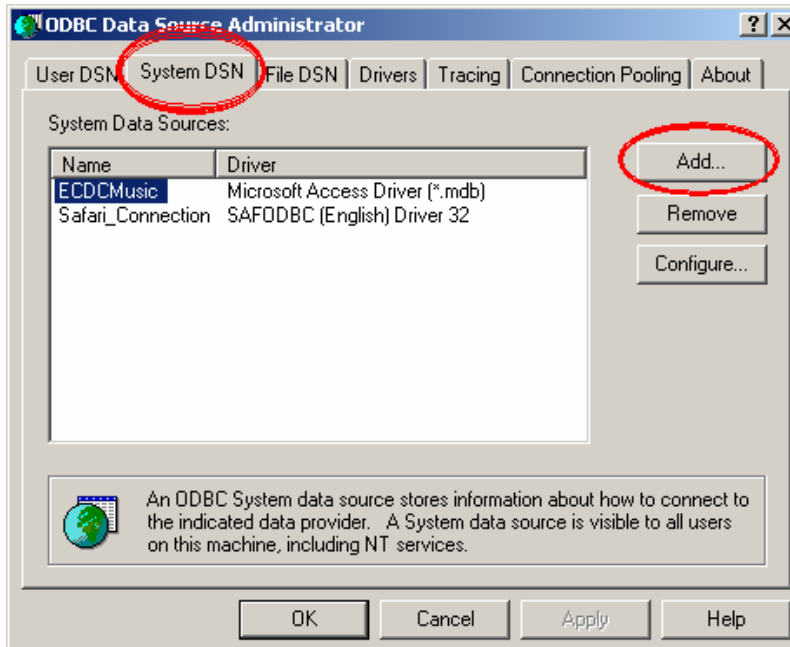 ODBC Data Source Administrator
User DSN System DSN File DSN Drivers Tracing Connection Pooling About
System Data Sources:
Name Driver
ECDCMusic Microsoft Access Driver (*.mdb)
Safari_Connection SAFODBC (English) Driver 32
Add...
Remove
Configure...
An ODBC System data source stores information about how to connect to
the indicated data provider. A System data source is visible to all users
on this machine, including NT services.
OK Cancel Apply Help